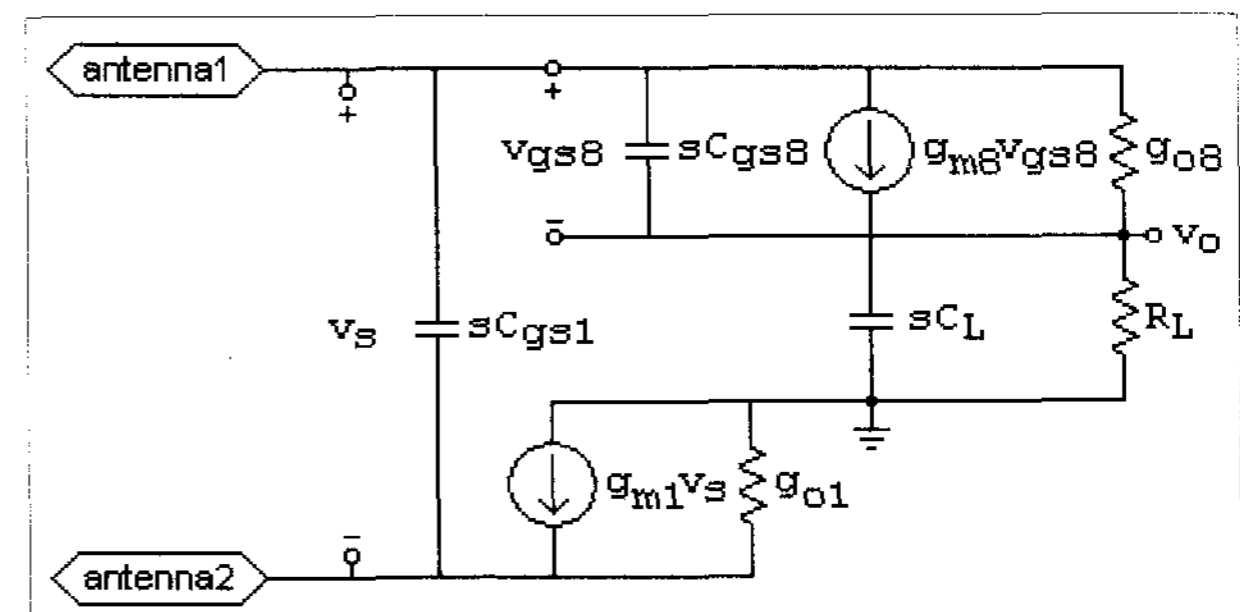 antenna1
+
+
vgs8
sCgs8
gm8vgs8
go8
-
vo
vs
sCgs1
sCL
RL
gm1vs
go1
-
antenna2